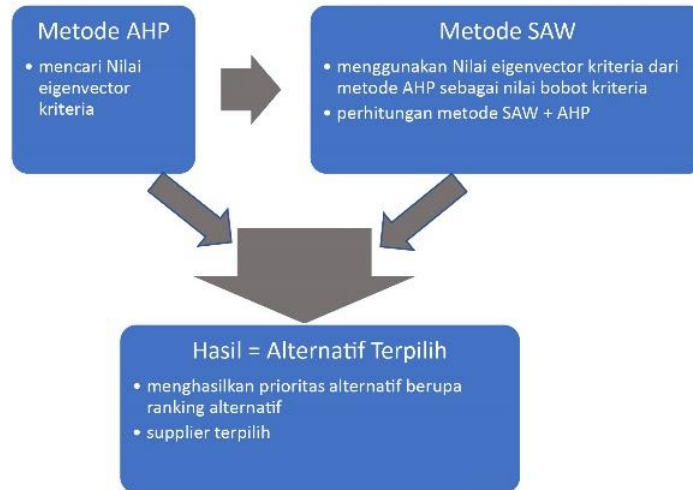 Metode AHP
• mencari Nilai
eigenvector
kriteria
Metode SAW
• menggunakan Nilai eigenvector kriteria dari
metode AHP sebagai nilai bobot kriteria
• perhitungan metode SAW + AHP
Hasil = Alternatif Terpilih
• menghasilkan prioritas alternatif berupa
ranking alternatif
• supplier terpilih